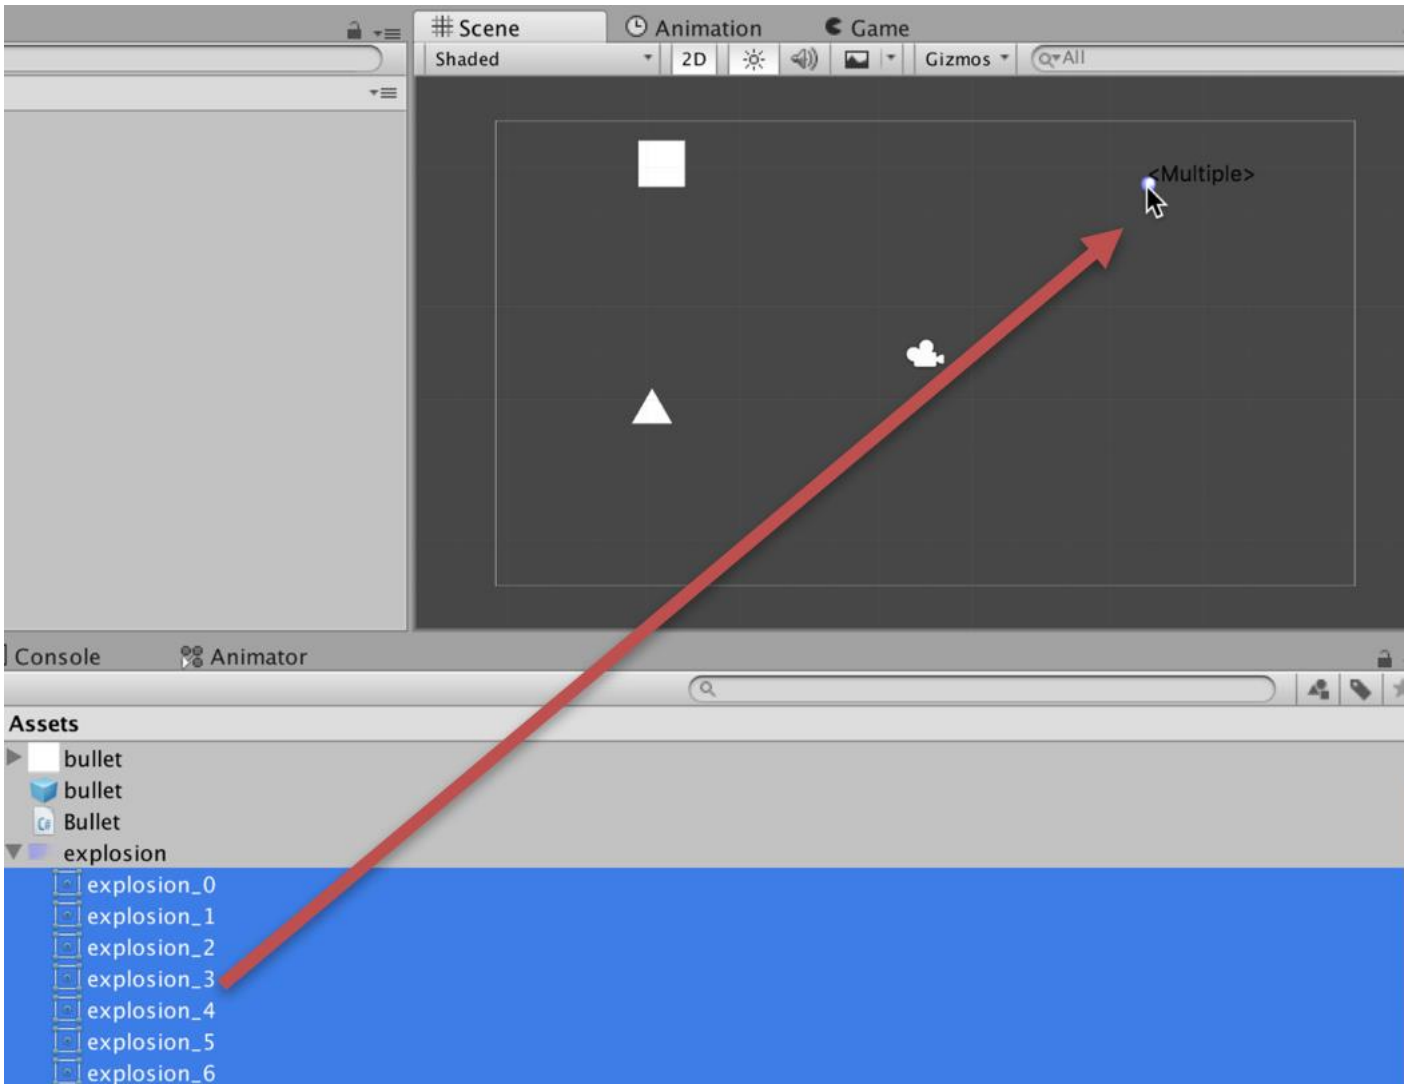 Scene Animation Game
Shaded 2D Gizmos All
<Multiple>
Console Animator
Assets
bullet
bullet
C# Bullet
explosion
explosion_0
explosion_1
explosion_2
explosion_3
explosion_4
explosion_5
explosion_6